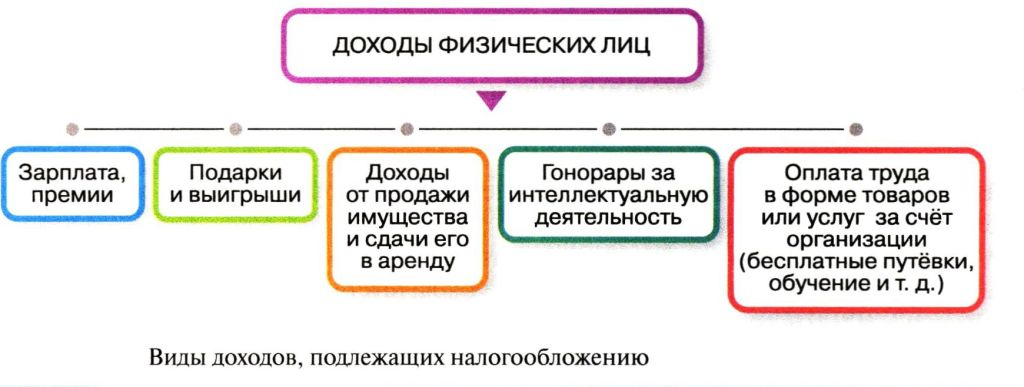 ДОХОДЫ ФИЗИЧЕСКИХ ЛИЦ
Зарплата,
премии
Подарки
и выигрыши
Доходы
от продажи
имущества
и сдачи его
в аренду
Гонорары за
интеллектуальную
деятельность
Оплата труда
в форме товаров
или услуг за счёт
организации
(бесплатные путёвки,
обучение и т. д.)
Виды доходов, подлежащих налогообложению